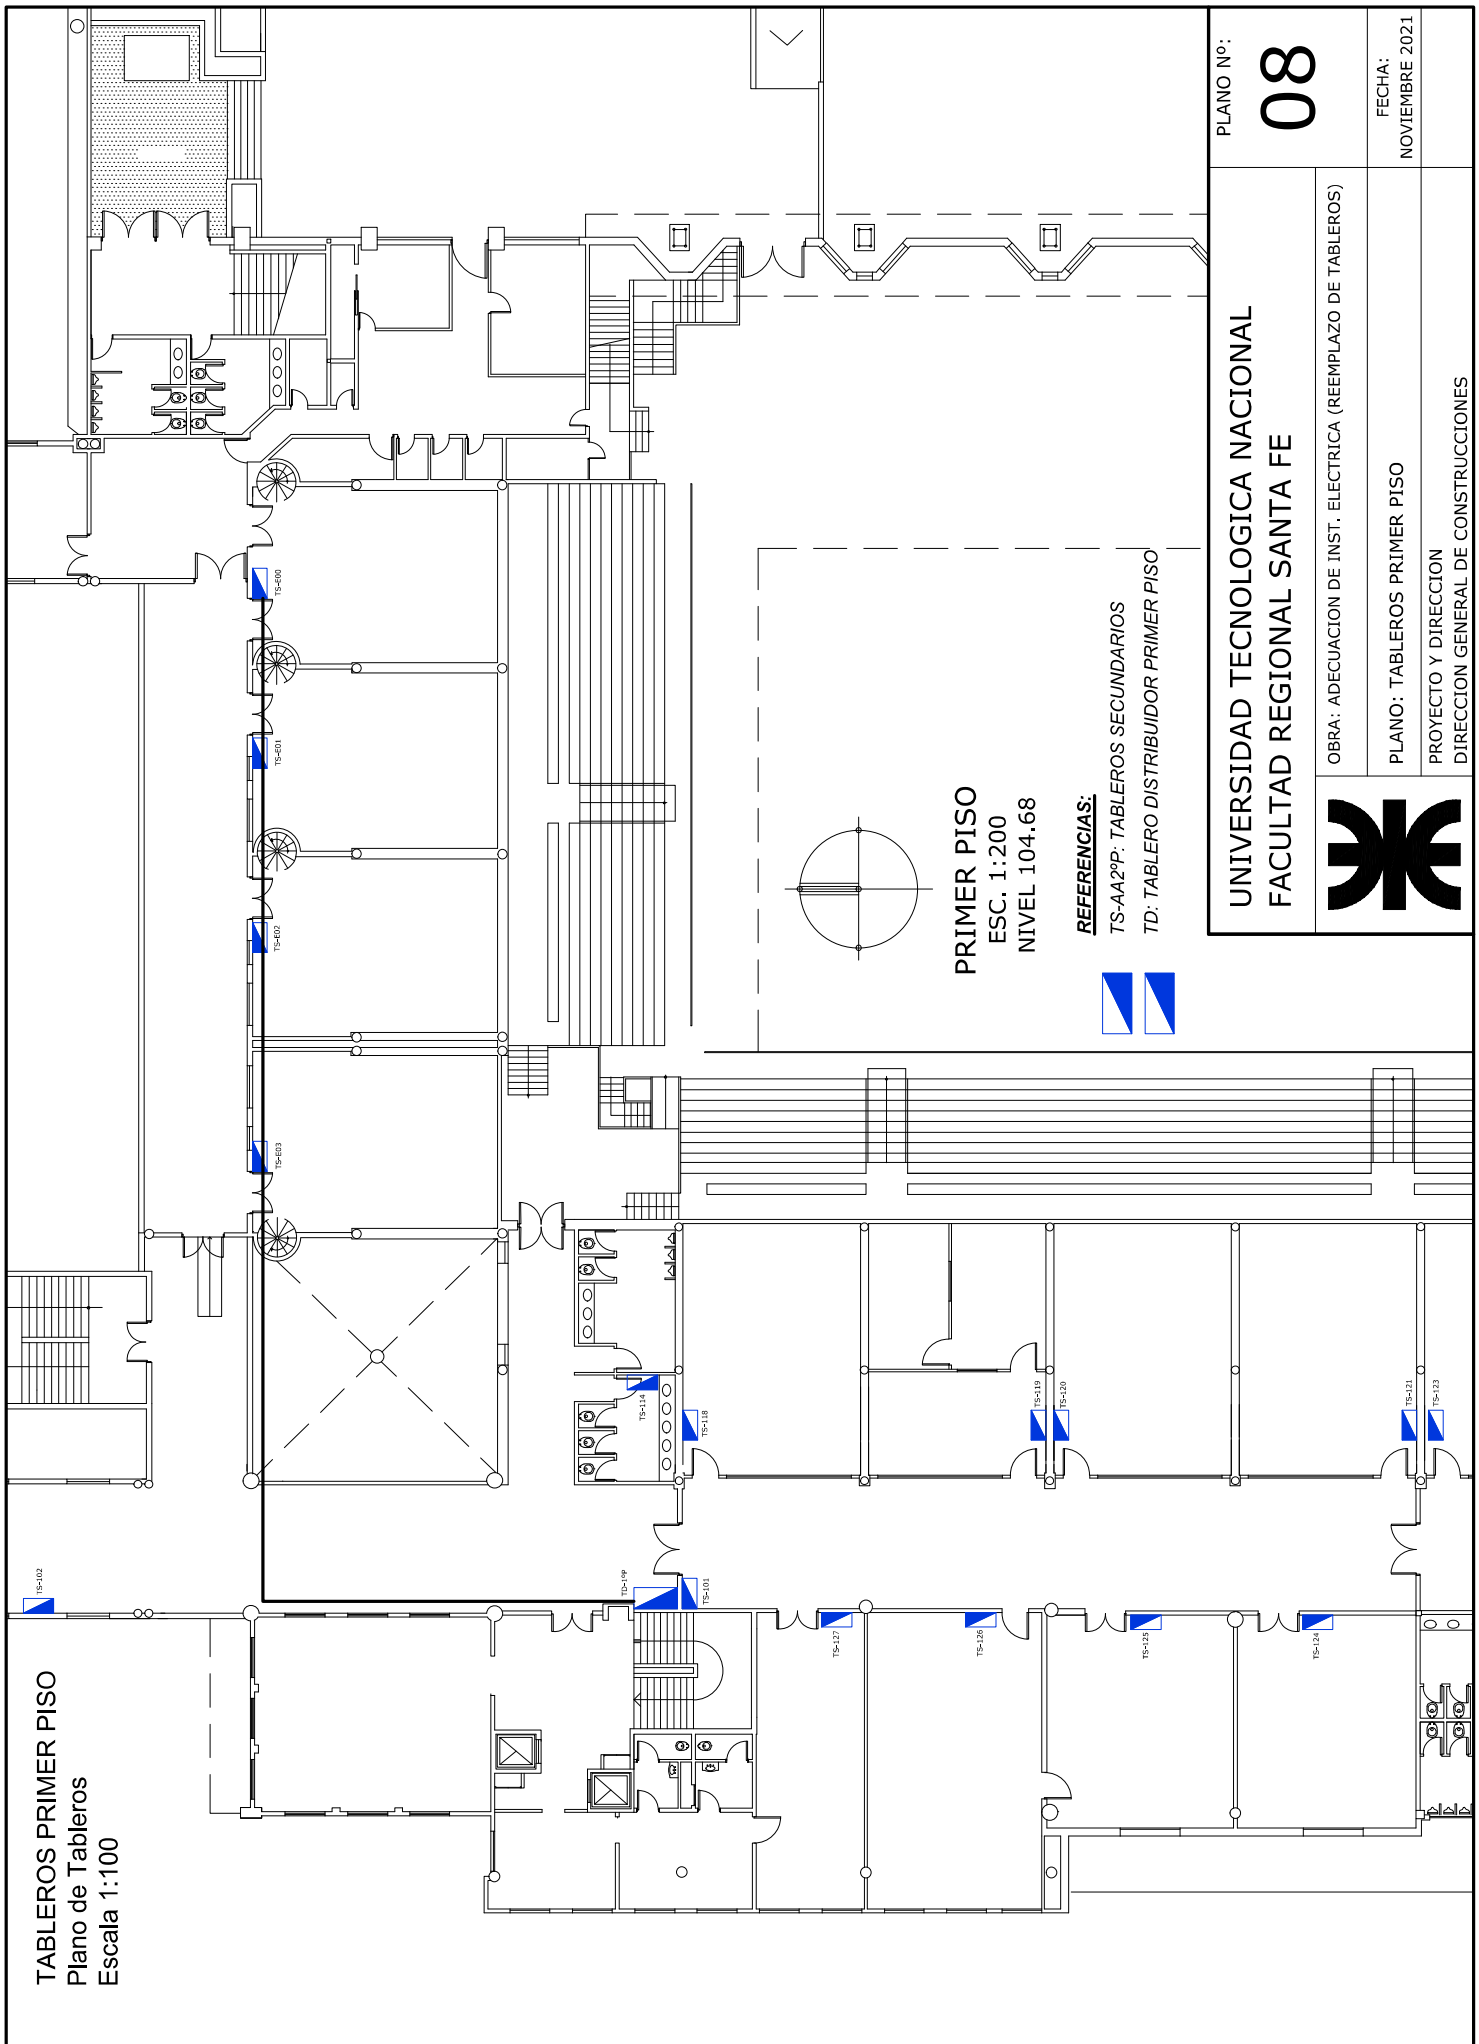 TABLEROS PRIMER PISO
Plano de Tableros
Escala 1:100
TS-102
TS-E00
TS-E01
TS-E02
TS-E03
TD-1ºP
TS-101
TS-114
TS-118
TS-119
TS-120
TS-121
TS-123
TS-127
TS-126
TS-125
TS-124
PRIMER PISO
ESC. 1:200
NIVEL 104.68
REFERENCIAS:
TS-AA2ºP: TABLEROS SECUNDARIOS
TD: TABLERO DISTRIBUIDOR PRIMER PISO
UNIVERSIDAD TECNOLOGICA NACIONAL
FACULTAD REGIONAL SANTA FE
PLANO Nº:
08
OBRA: ADECUACION DE INST. ELECTRICA (REEMPLAZO DE TABLEROS)
PLANO: TABLEROS PRIMER PISO
FECHA:
NOVIEMBRE 2021
PROYECTO Y DIRECCION
DIRECCION GENERAL DE CONSTRUCCIONES